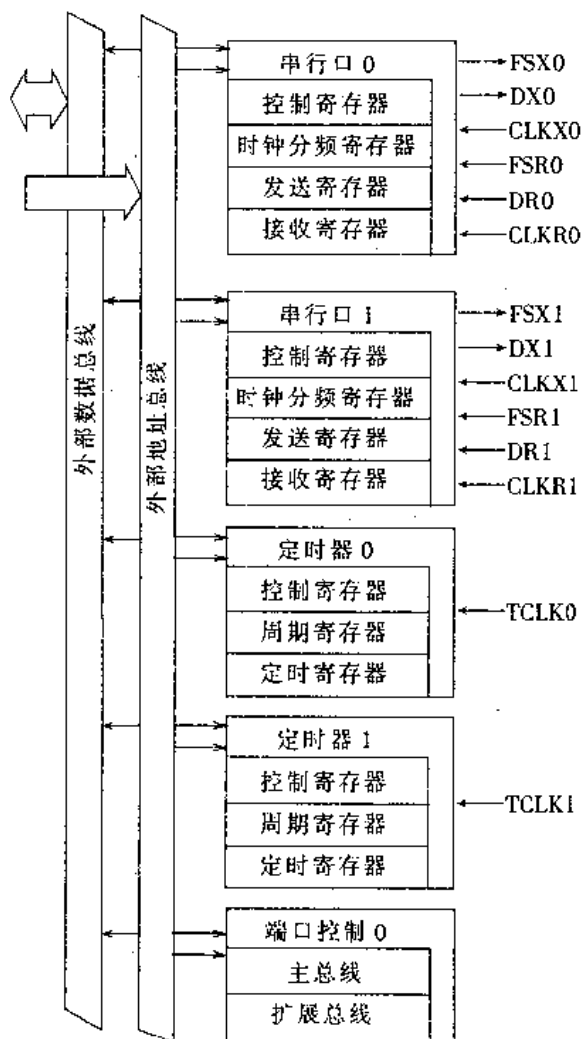 外部数据总线
外部地址总线
串行口0
控制寄存器
时钟分频寄存器
发送寄存器
接收寄存器
FSX0
DX0
CLKX0
FSR0
DR0
CLKR0
串行口1
控制寄存器
时钟分频寄存器
发送寄存器
接收寄存器
FSX1
DX1
CLKX1
FSR1
DR1
CLKR1
定时器0
控制寄存器
周期寄存器
定时寄存器
TCLK0
定时器1
控制寄存器
周期寄存器
定时寄存器
TCLK1
端口控制0
主总线
扩展总线